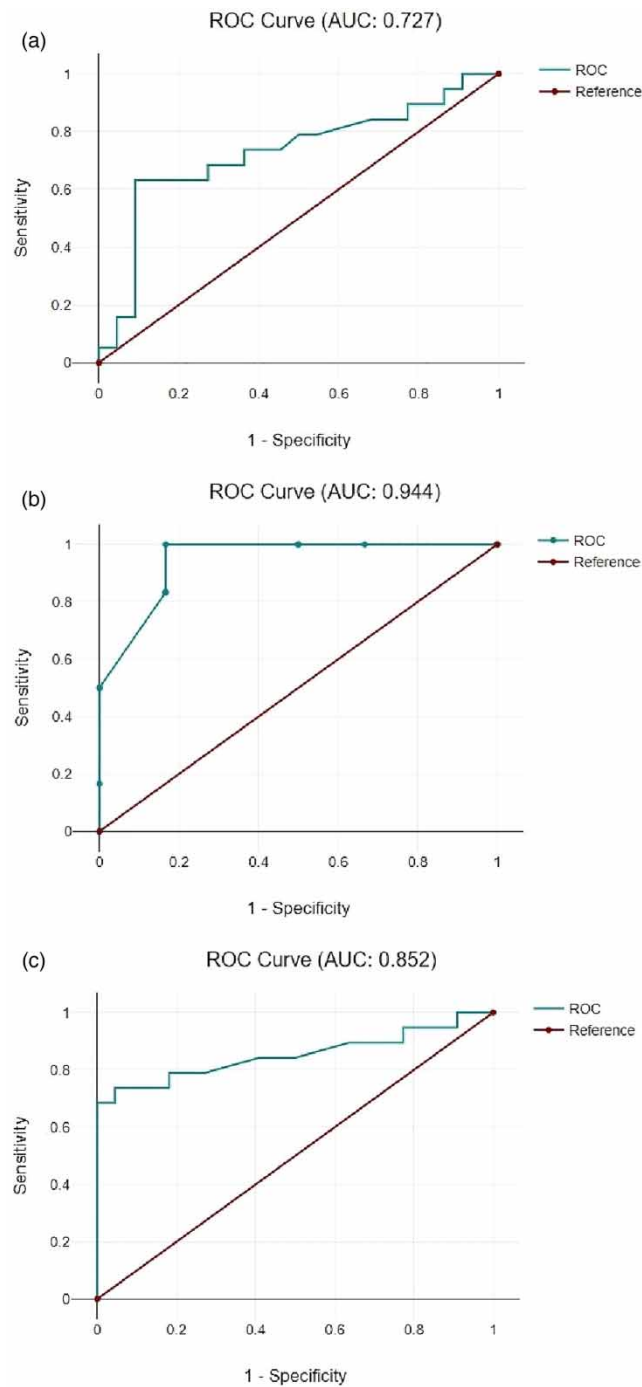 (a)
ROC Curve (AUC: 0.727)
ROC
Reference
1
0.8
0.6
0.4
0.2
0
Sensitivity
0 0.2 0.4 0.6 0.8 1
1 - Specificity
(b)
ROC Curve (AUC: 0.944)
ROC
Reference
1
0.8
0.6
0.4
0.2
0
Sensitivity
0 0.2 0.4 0.6 0.8 1
1 - Specificity
(c)
ROC Curve (AUC: 0.852)
ROC
Reference
1
0.8
0.6
0.4
0.2
0
Sensitivity
0 0.2 0.4 0.6 0.8 1
1 - Specificity